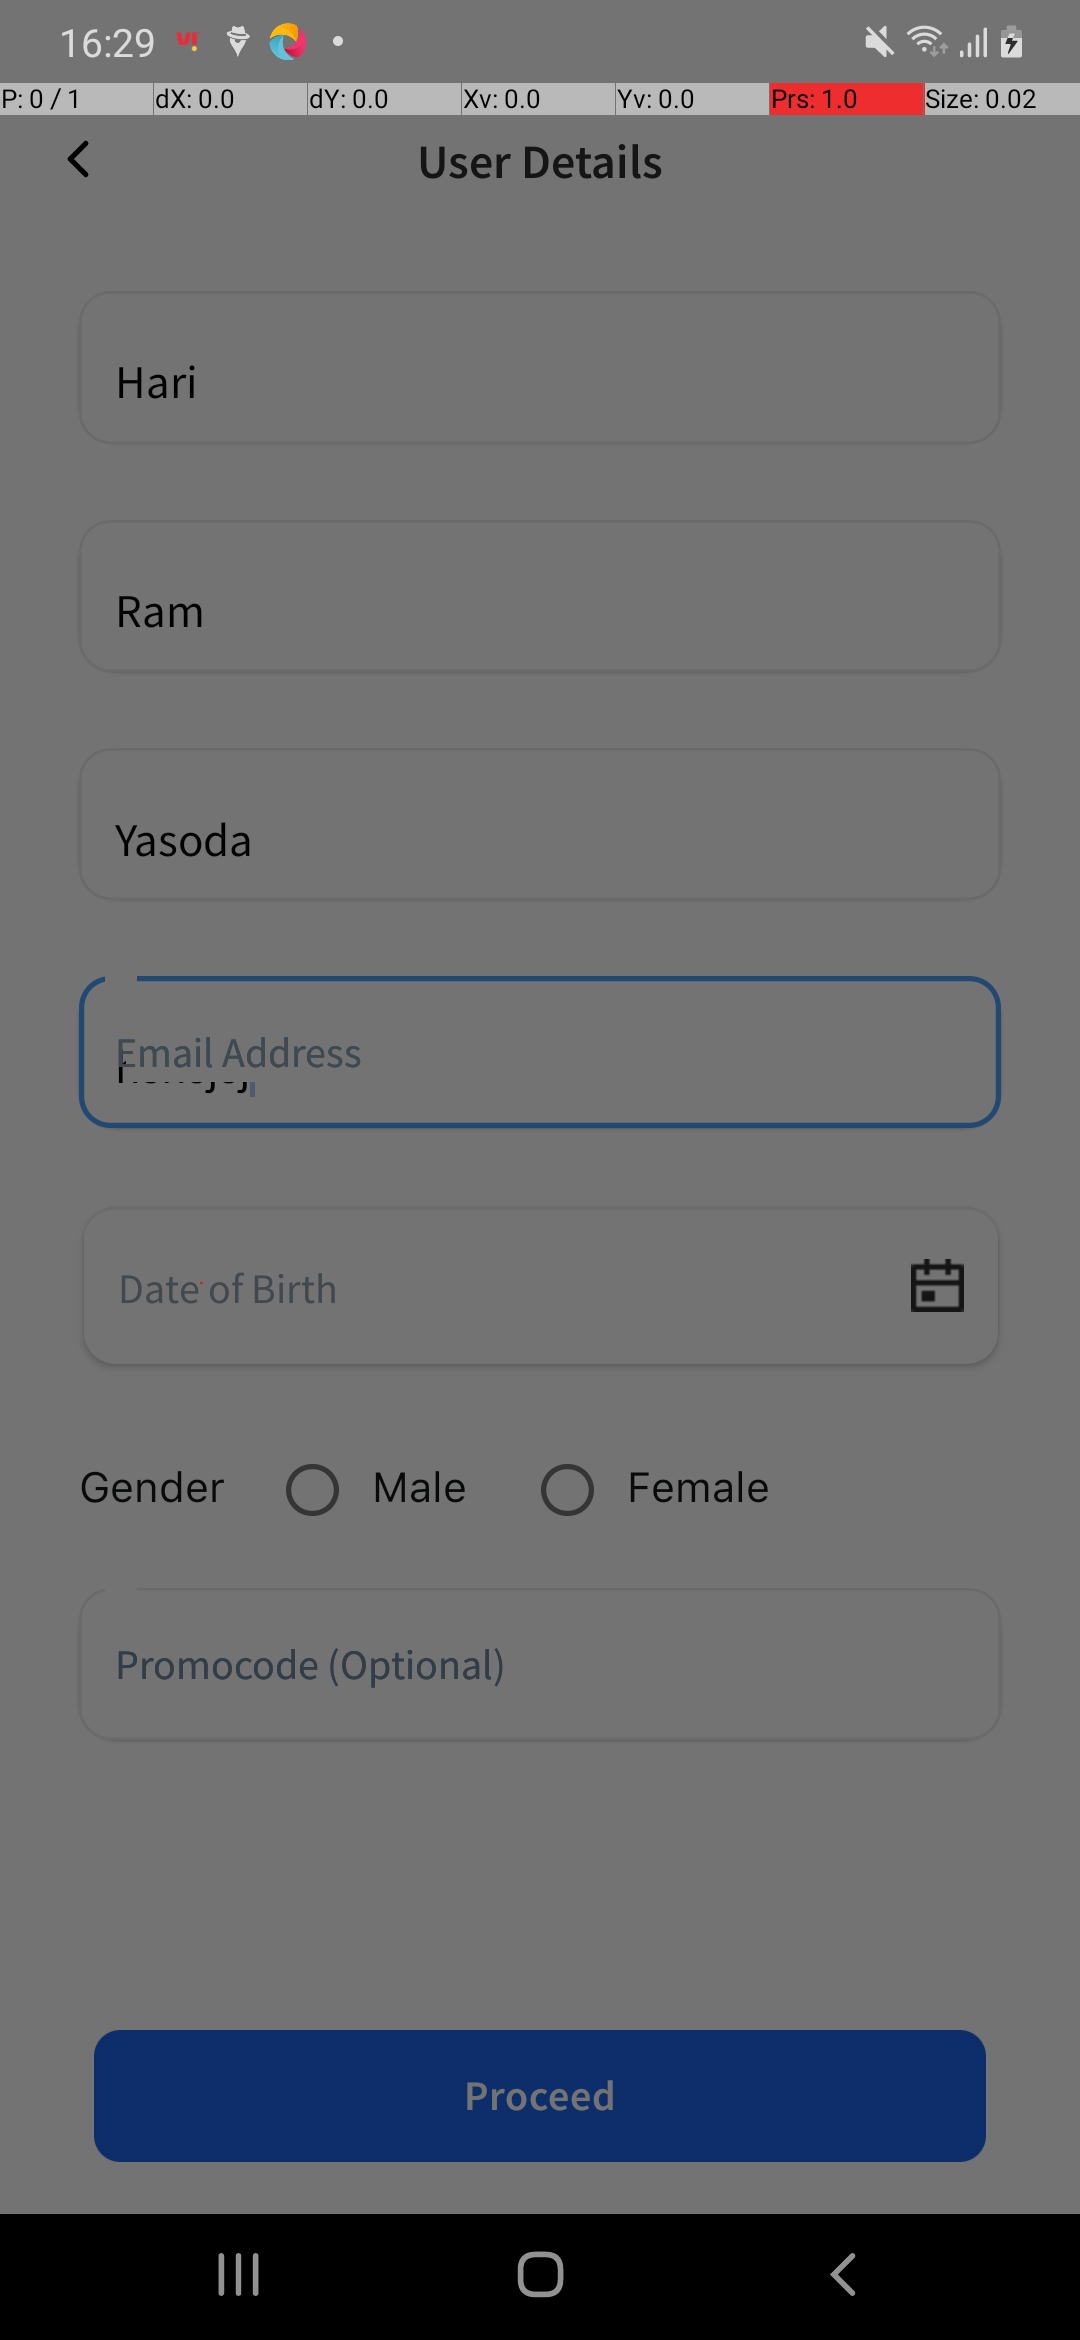 16:29
P: 0 / 1 dX: 0.0 dY: 0.0 Xv: 0.0 Yv: 0.0 Prs: 1.0 Size: 0.02
User Details
Hari
Ram
Yasoda
Email Address
Date of Birth
Gender Male Female
Promocode (Optional)
Proceed